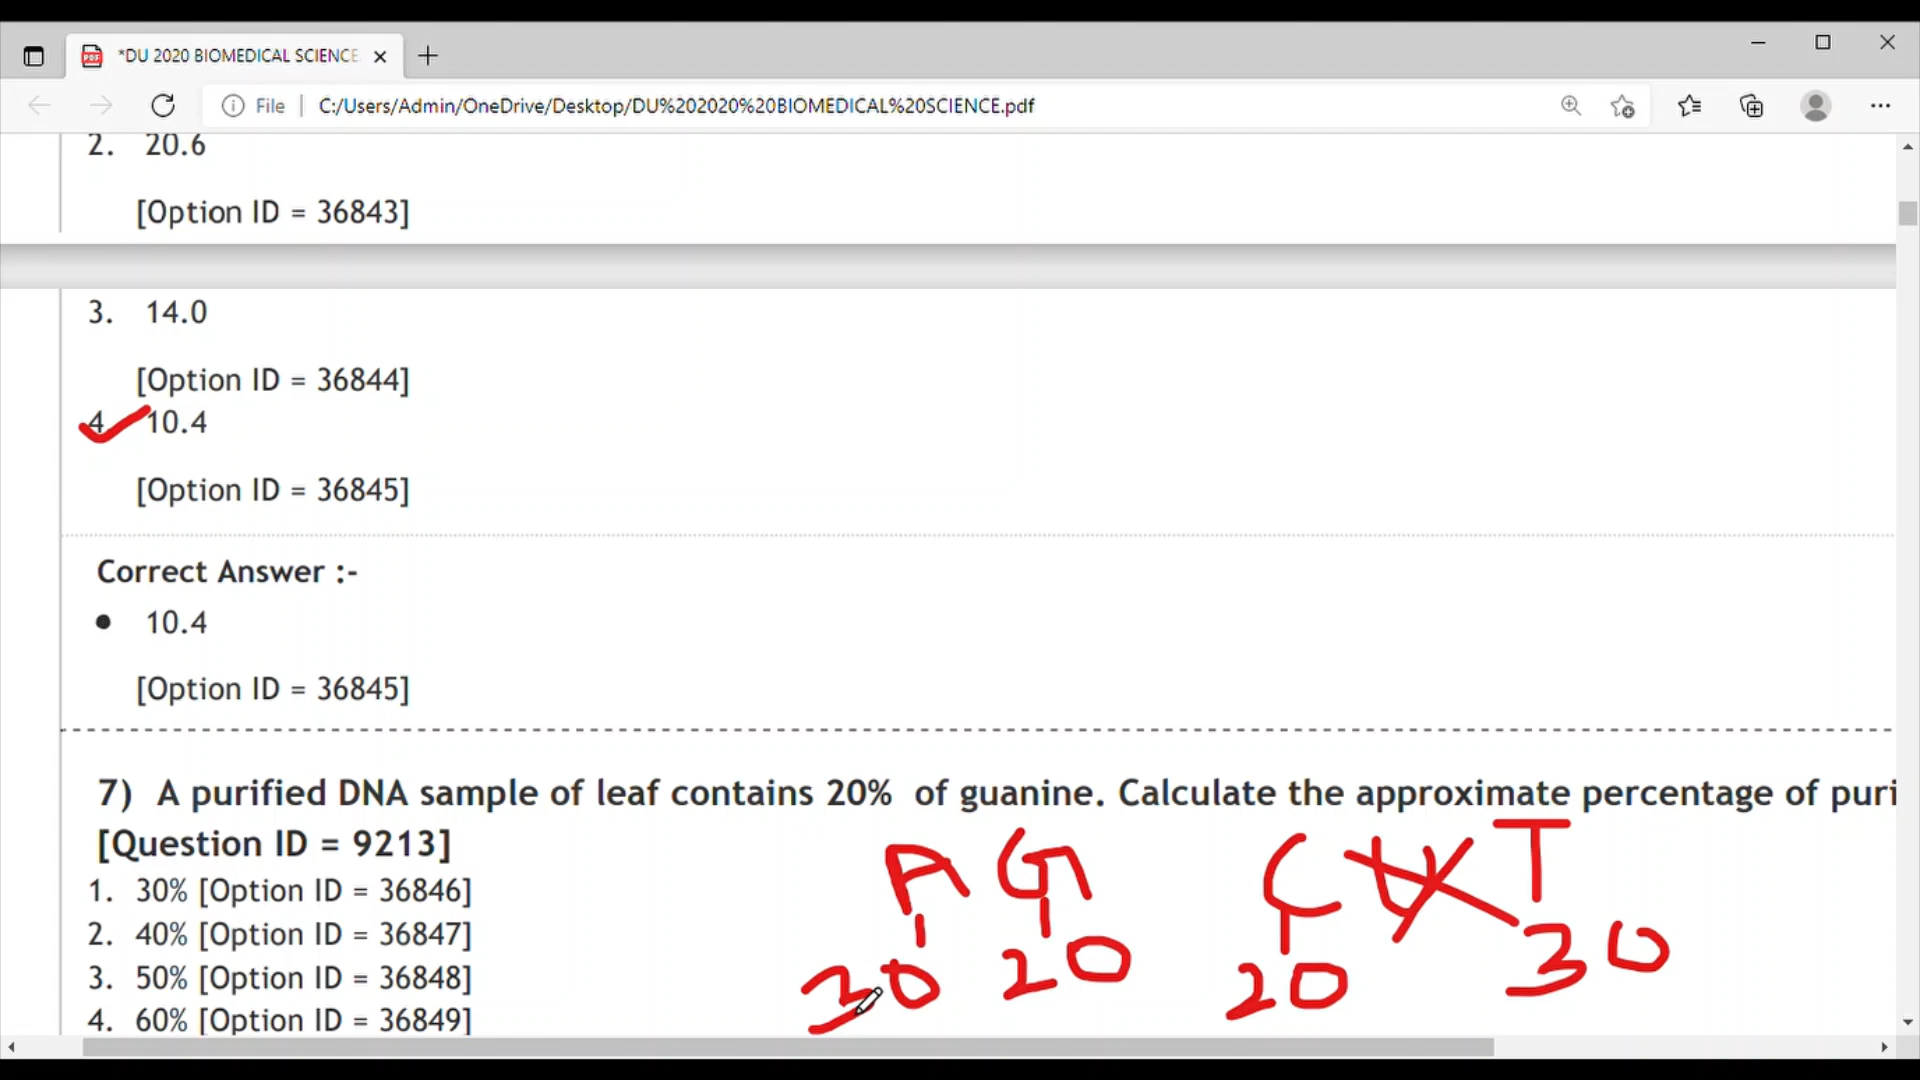 *DU 2020 BIOMEDICAL SCIENCE
File
C:/Users/Admin/OneDrive/Desktop/DU%202020%20BIOMEDICAL%20SCIENCE.pdf
2. 20.6
[Option ID = 36843]
3. 14.0
[Option ID = 36844]
4. 10.4
[Option ID = 36845]
Correct Answer :-
● 10.4
[Option ID = 36845]
7) A purified DNA sample of leaf contains 20% of guanine. Calculate the approximate percentage of puri
[Question ID = 9213]
A G C U T
1. 30% [Option ID = 36846]
2. 40% [Option ID = 36847]
3. 50% [Option ID = 36848]
30 20 20 30
4. 60% [Option ID = 36849]